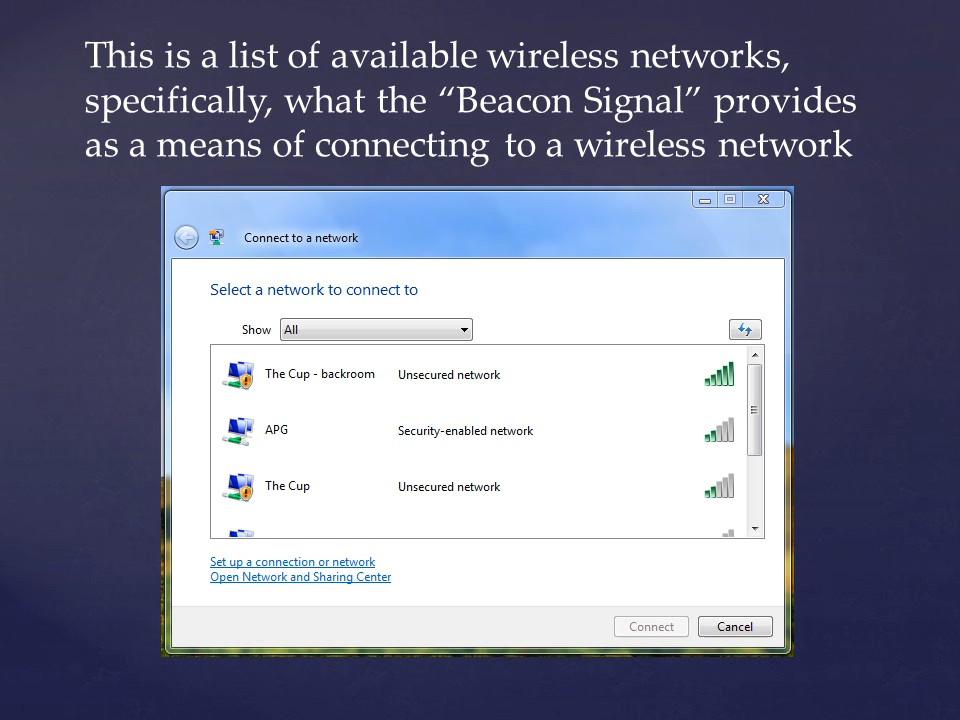 This is a list of available wireless networks,
specifically, what the “Beacon Signal” provides
as a means of connecting to a wireless network
Connect to a network
Select a network to connect to
Show All
The Cup - backroom Unsecured network
APG Security-enabled network
The Cup Unsecured network
Set up a connection or network
Open Network and Sharing Center
Connect Cancel